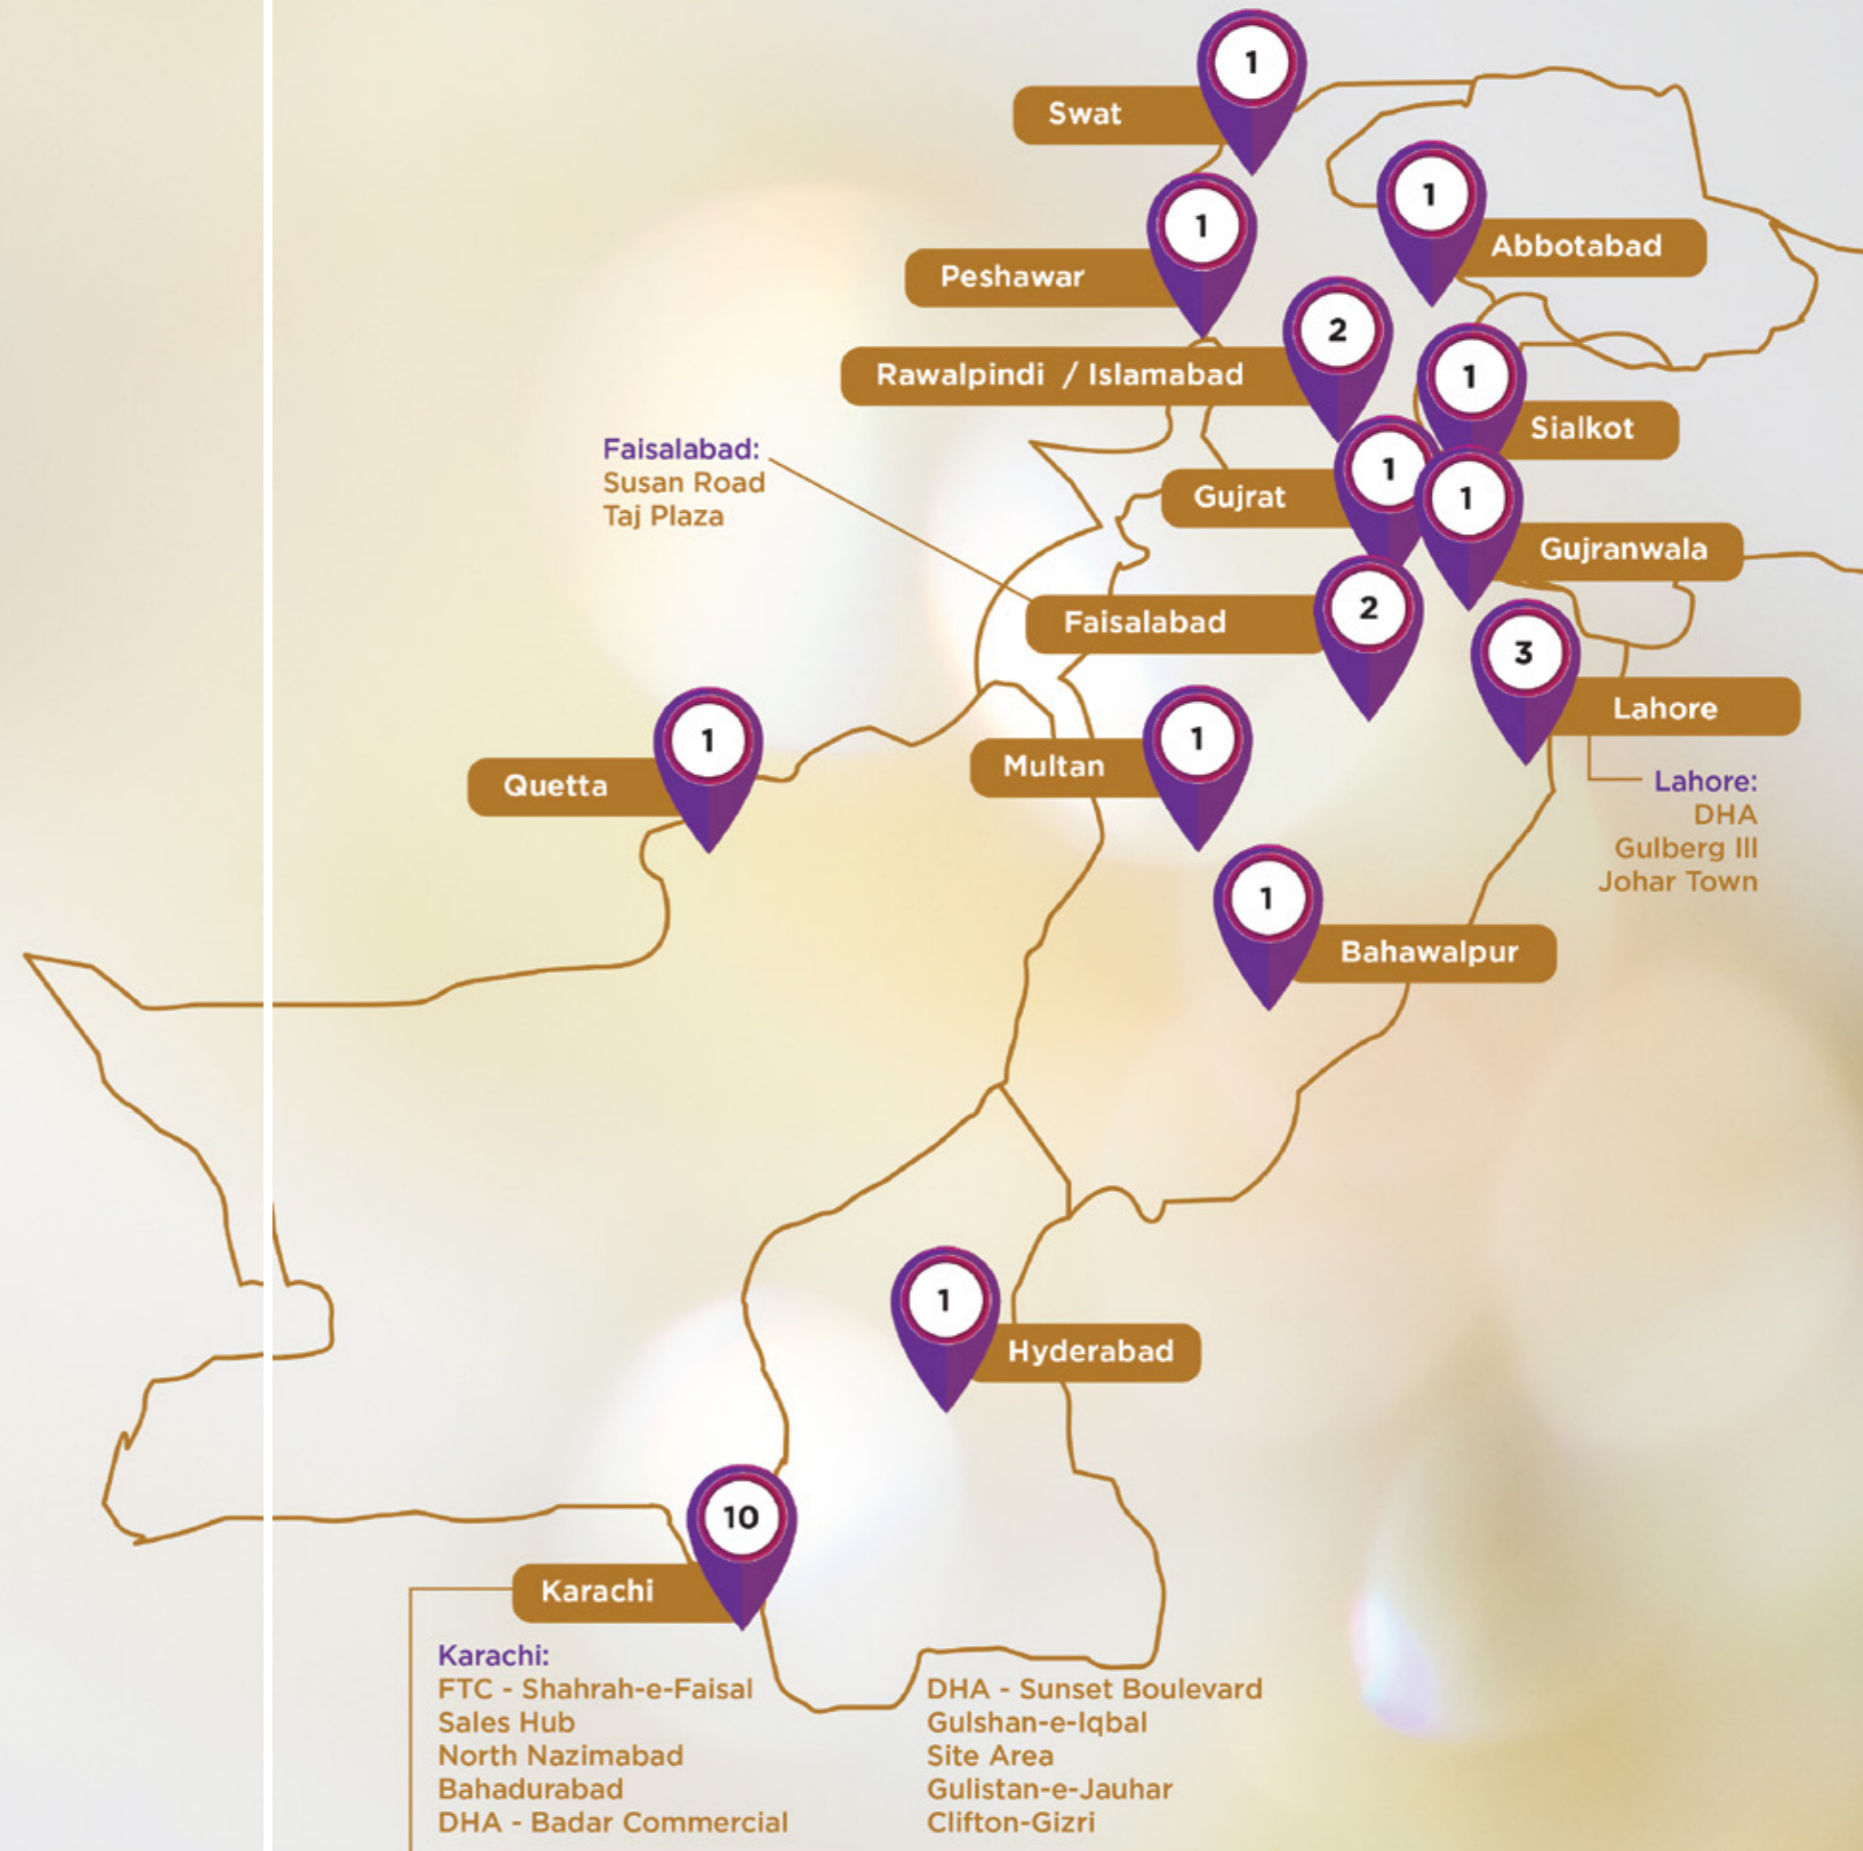 1
Swat
1
Abbotabad
1
Peshawar
2
Rawalpindi / Islamabad
1
Sialkot
Faisalabad:
Susan Road
Taj Plaza
1
Gujrat
1
Gujranwala
2
Faisalabad
3
Lahore
Lahore:
DHA
Gulberg III
Johar Town
1
Quetta
1
Multan
1
Bahawalpur
1
Hyderabad
10
Karachi
Karachi:
FTC - Shahrah-e-Faisal
Sales Hub
North Nazimabad
Bahadurabad
DHA - Badar Commercial
DHA - Sunset Boulevard
Gulshan-e-Iqbal
Site Area
Gulistan-e-Jauhar
Clifton-Gizri